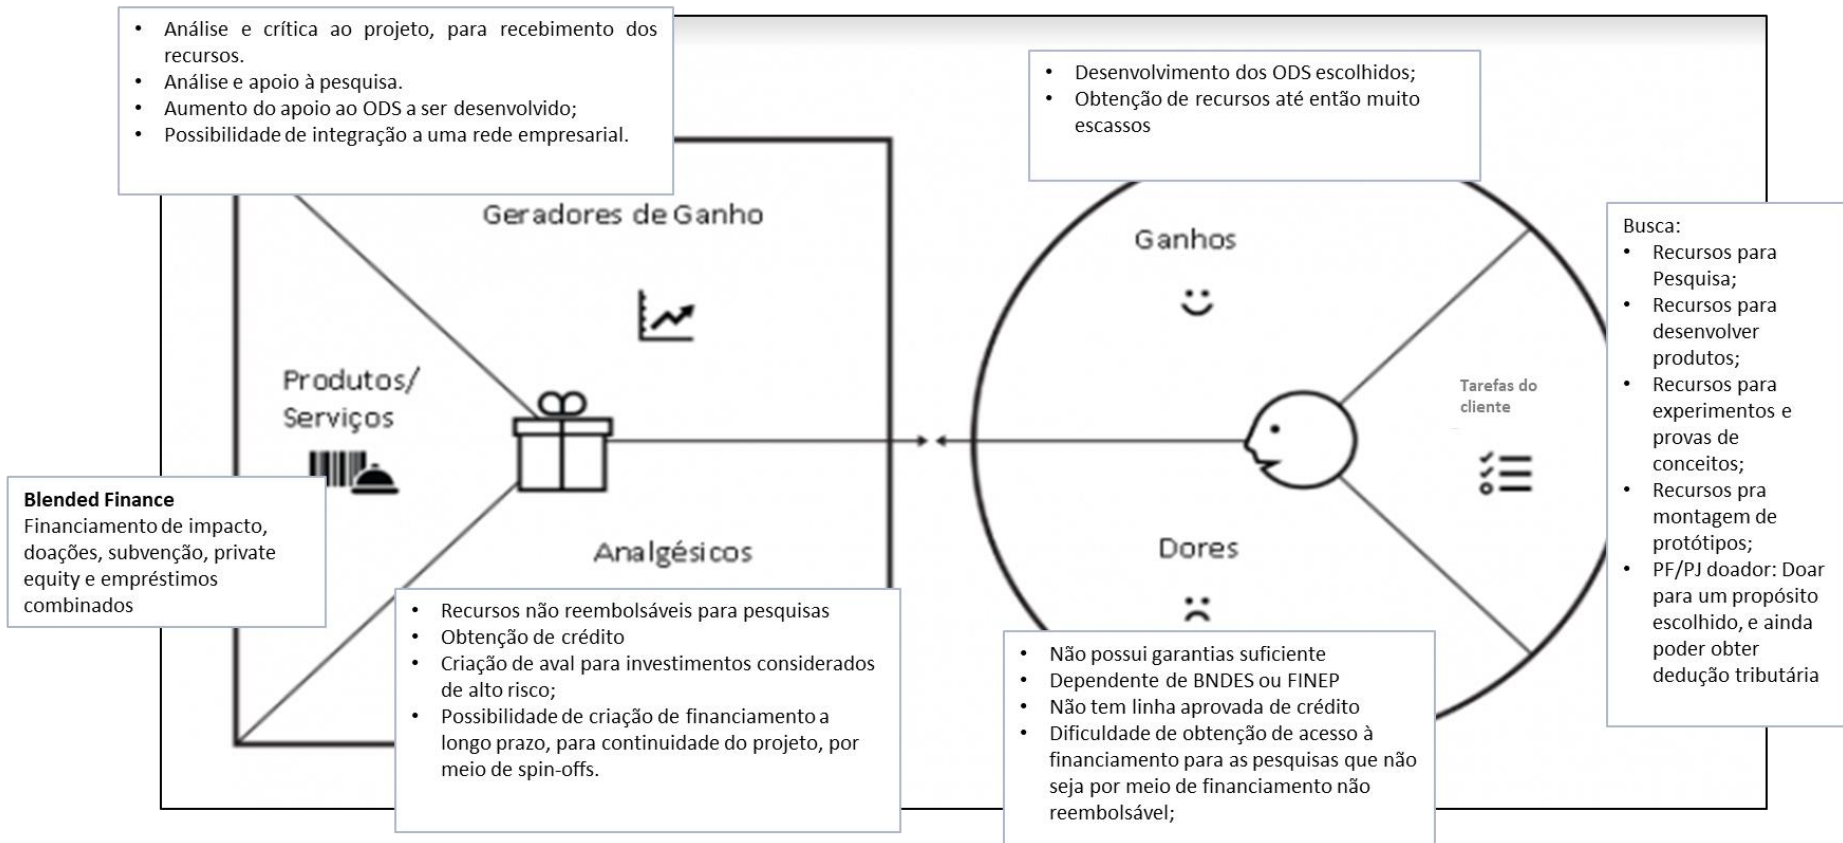 • Análise e crítica ao projeto, para recebimento dos
recursos.
• Análise e apoio à pesquisa.
• Aumento do apoio ao ODS a ser desenvolvido;
• Possibilidade de integração a uma rede empresarial.
• Desenvolvimento dos ODS escolhidos;
• Obtenção de recursos até então muito
escassos
Geradores de Ganho
Ganhos
Produtos/
Serviços
Tarefas do
cliente
Busca:
• Recursos para
Pesquisa;
• Recursos para
desenvolver
produtos;
• Recursos para
experimentos e
provas de
conceitos;
• Recursos pra
montagem de
protótipos;
• PF/PJ doador: Doar
para um propósito
escolhido, e ainda
poder obter
dedução tributária
Blended Finance
Financiamento de impacto,
doações, subvenção, private
equity e empréstimos
combinados
Analgésicos
Dores
• Recursos não reembolsáveis para pesquisas
• Obtenção de crédito
• Criação de aval para investimentos considerados
de alto risco;
• Possibilidade de criação de financiamento a
longo prazo, para continuidade do projeto, por
meio de spin-offs.
• Não possui garantias suficiente
• Dependente de BNDES ou FINEP
• Não tem linha aprovada de crédito
• Dificuldade de obtenção de acesso à
financiamento para as pesquisas que não
seja por meio de financiamento não
reembolsável;